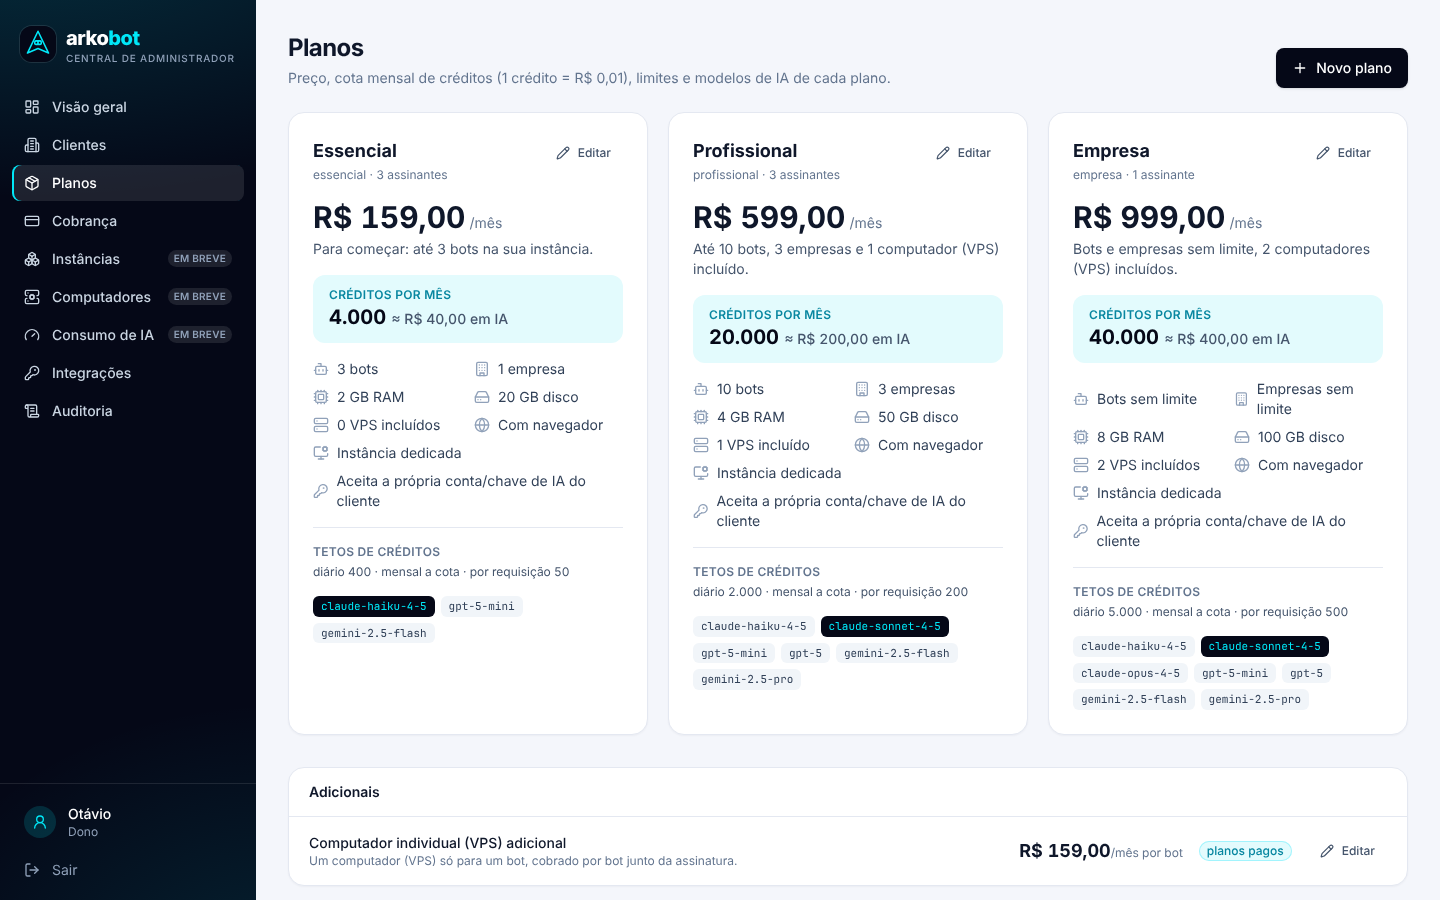 arkobot
CENTRAL DE ADMINISTRADOR
Visão geral
Clientes
Planos
Cobrança
Instâncias EM BREVE
Computadores EM BREVE
Consumo de IA EM BREVE
Integrações
Auditoria
Otávio
Dono
Sair
Planos
Preço, cota mensal de créditos (1 crédito = R$ 0,01), limites e modelos de IA de cada plano.
Novo plano
Essencial
Editar
essencial · 3 assinantes
R$ 159,00 /mês
Para começar: até 3 bots na sua instância.
CRÉDITOS POR MÊS
4.000 ≈ R$ 40,00 em IA
3 bots
1 empresa
2 GB RAM
20 GB disco
0 VPS incluídos
Com navegador
Instância dedicada
Aceita a própria conta/chave de IA do
cliente
TETOS DE CRÉDITOS
diário 400 · mensal a cota · por requisição 50
claude-haiku-4-5 gpt-5-mini
gemini-2.5-flash
Profissional
Editar
profissional · 3 assinantes
R$ 599,00 /mês
Até 10 bots, 3 empresas e 1 computador (VPS)
incluído.
CRÉDITOS POR MÊS
20.000 ≈ R$ 200,00 em IA
10 bots
3 empresas
4 GB RAM
50 GB disco
1 VPS incluído
Com navegador
Instância dedicada
Aceita a própria conta/chave de IA do
cliente
TETOS DE CRÉDITOS
diário 2.000 · mensal a cota · por requisição 200
claude-haiku-4-5 claude-sonnet-4-5
gpt-5-mini gpt-5 gemini-2.5-flash
gemini-2.5-pro
Empresa
Editar
empresa · 1 assinante
R$ 999,00 /mês
Bots e empresas sem limite, 2 computadores
(VPS) incluídos.
CRÉDITOS POR MÊS
40.000 ≈ R$ 400,00 em IA
Bots sem limite
Empresas sem
limite
8 GB RAM
100 GB disco
2 VPS incluídos
Com navegador
Instância dedicada
Aceita a própria conta/chave de IA do
cliente
TETOS DE CRÉDITOS
diário 5.000 · mensal a cota · por requisição 500
claude-haiku-4-5 claude-sonnet-4-5
claude-opus-4-5 gpt-5-mini gpt-5
gemini-2.5-flash gemini-2.5-pro
Adicionais
Computador individual (VPS) adicional
Um computador (VPS) só para um bot, cobrado por bot junto da assinatura.
R$ 159,00/mês por bot
planos pagos
Editar